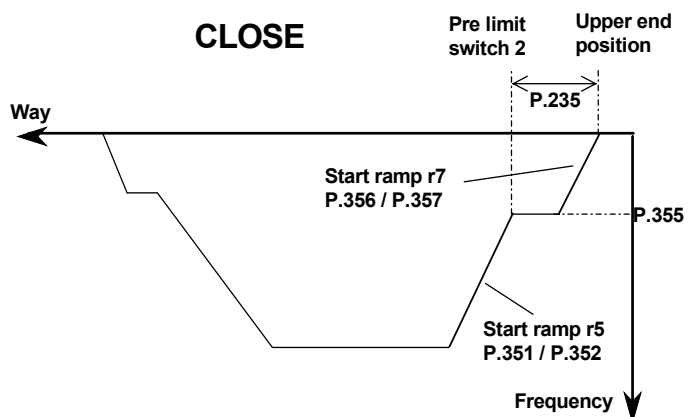 CLOSE
Pre limit
switch 2
Upper end
position
P.235
Way
Start ramp r7
P.356 / P.357
P.355
Start ramp r5
P.351 / P.352
Frequency